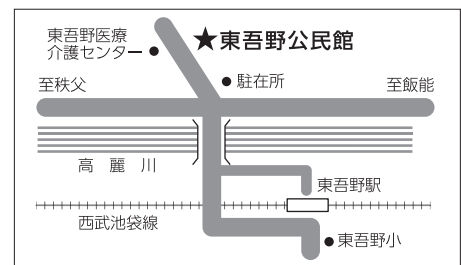 東吾野医療
介護センター
★東吾野公民館
駐在所
至秩父
至飯能
高麗川
東吾野駅
西武池袋線
東吾野小